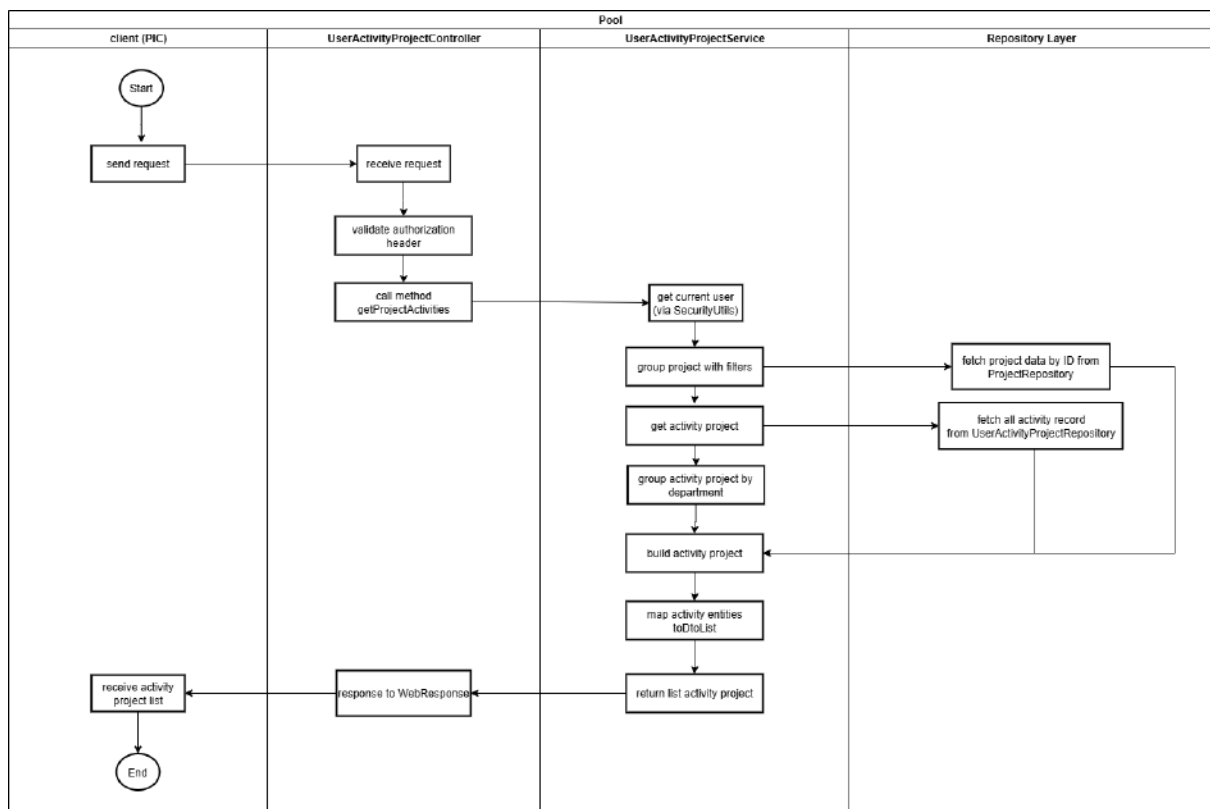 Pool
client (PIC)
UserActivityProjectController
UserActivityProjectService
Repository Layer
Start
send request
receive request
validate authorization
header
call method
getProjectActivities
get current user
(via SecurityUtils)
group project with filters
fetch project data by ID from
ProjectRepository
get activity project
fetch all activity record
from UserActivityProjectRepository
group activity project by
department
build activity project
map activity entities
toDtoList
return list activity project
response to WebResponse
receive activity
project list
End